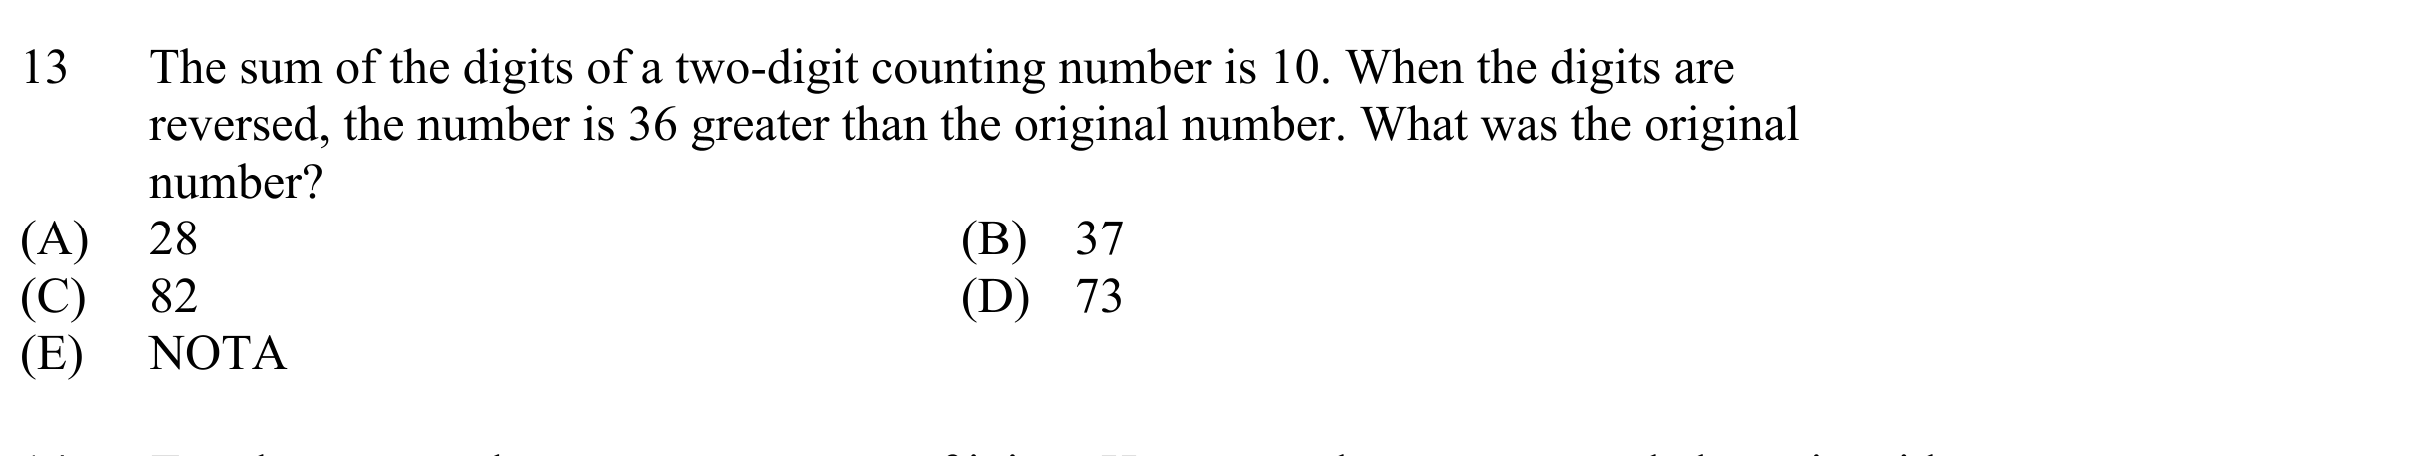 13 The sum of the digits of a two-digit counting number is 10. When the digits are
reversed, the number is 36 greater than the original number. What was the original
number?
(A) 28 (B) 37
(C) 82 (D) 73
(E) NOTA